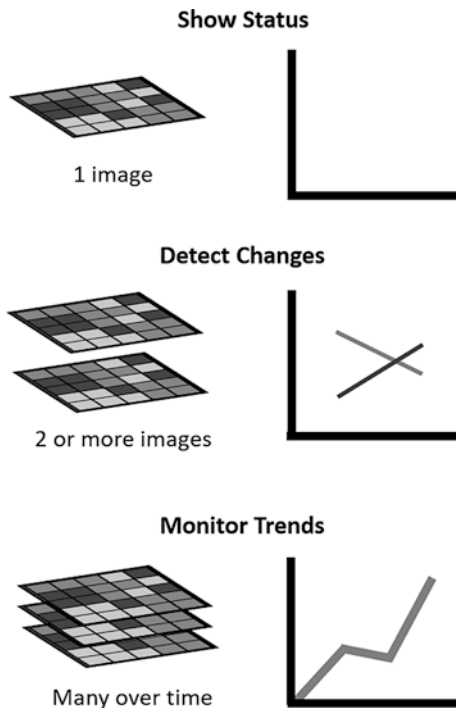 Show Status
1 image
Detect Changes
2 or more images
Monitor Trends
Many over time